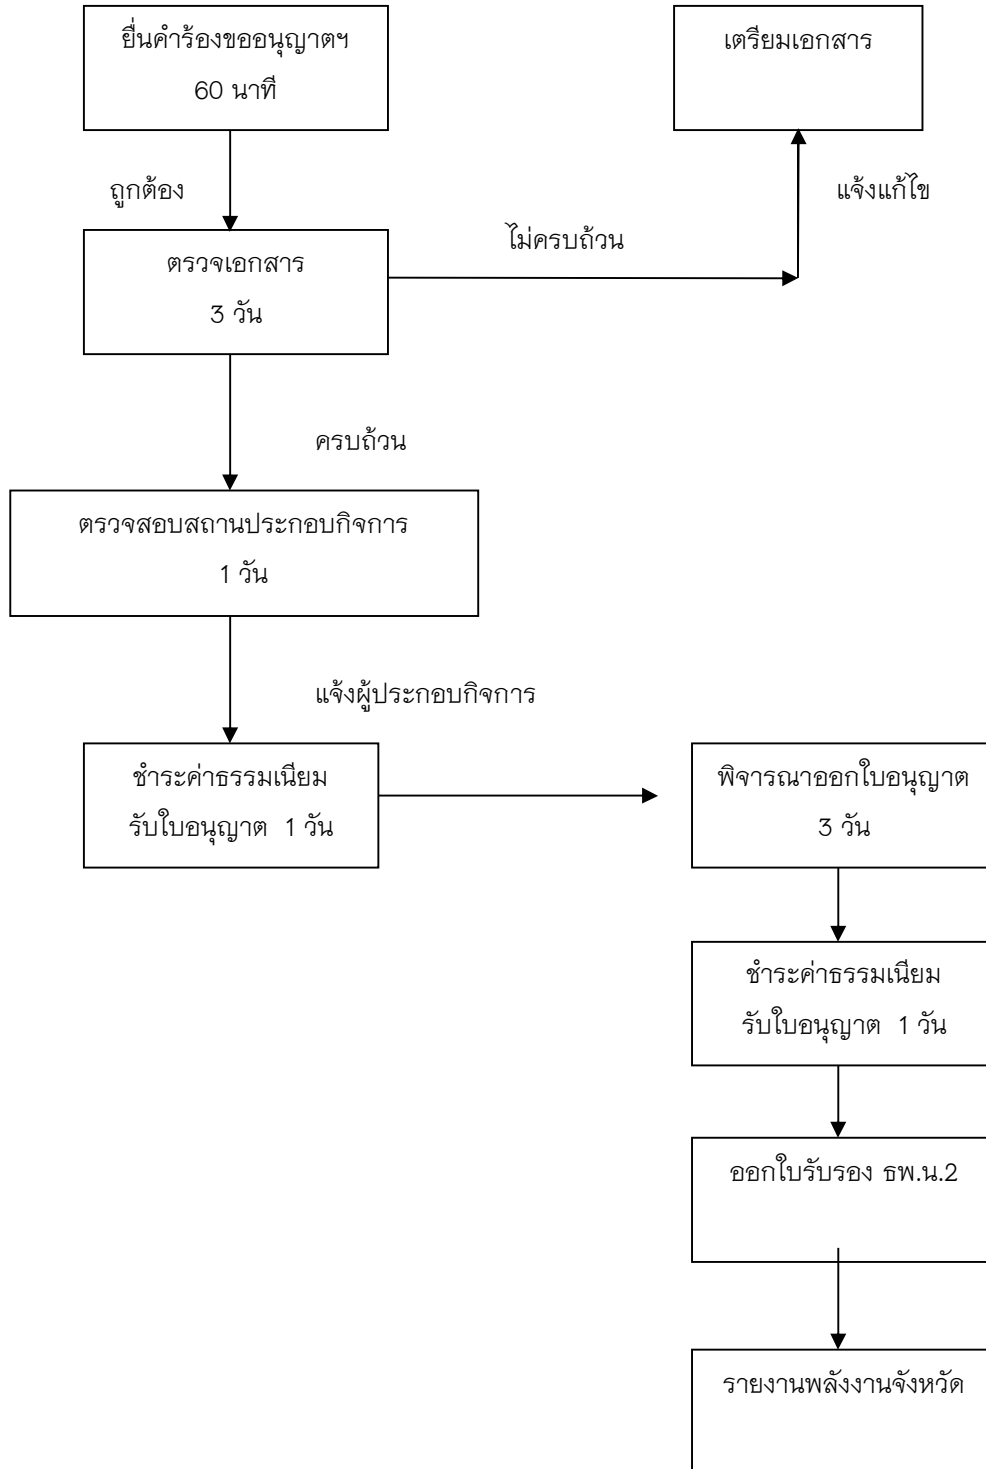 ยื่นคำร้องขออนุญาตฯ
60 นาที
เตรียมเอกสาร
ถูกต้อง
แจ้งแก้ไข
ไม่ครบถ้วน
ตรวจเอกสาร
3 วัน
ครบถ้วน
ตรวจสอบสถานประกอบกิจการ
1 วัน
แจ้งผู้ประกอบกิจการ
ชำระค่าธรรมเนียม
รับใบอนุญาต 1 วัน
พิจารณาออกใบอนุญาต
3 วัน
ชำระค่าธรรมเนียม
รับใบอนุญาต 1 วัน
ออกใบรับรอง ธพ.น.2
รายงานพลังงานจังหวัด